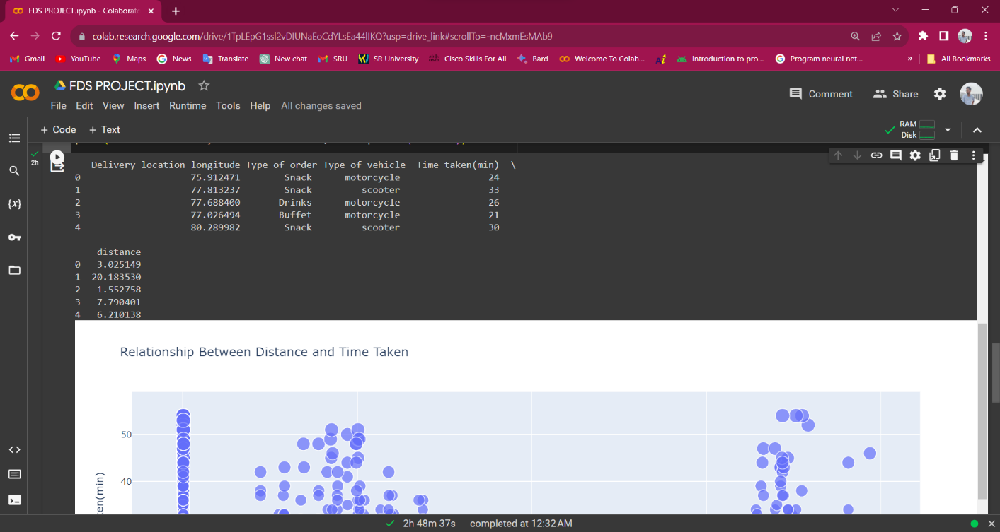 FDS PROJECT.ipynb - Colaborato
colab.research.google.com/drive/1TpLEpG1ssl2vDIUNaEoCdYLsEa44lIKQ?usp=drive_link#scrollTo=-ncMxmEsMAb9
Gmail YouTube Maps News Translate New chat SRU SR University Cisco Skills For All Bard Welcome To Colab... Introduction to pro... Program neural net... » All Bookmarks
FDS PROJECT.ipynb
Comment Share
File Edit View Insert Runtime Tools Help All changes saved
+ Code + Text RAM Disk
2h
Delivery_location_longitude Type_of_order Type_of_vehicle Time_taken(min) \
0 75.912471 Snack motorcycle 24
1 77.813237 Snack scooter 33
2 77.688400 Drinks motorcycle 26
3 77.026494 Buffet motorcycle 21
4 80.289982 Snack scooter 30
distance
0 3.025149
1 20.183530
2 1.552758
3 7.790401
4 6.210138
Relationship Between Distance and Time Taken
50
40
ken(min)
2h 48m 37s completed at 12:32 AM